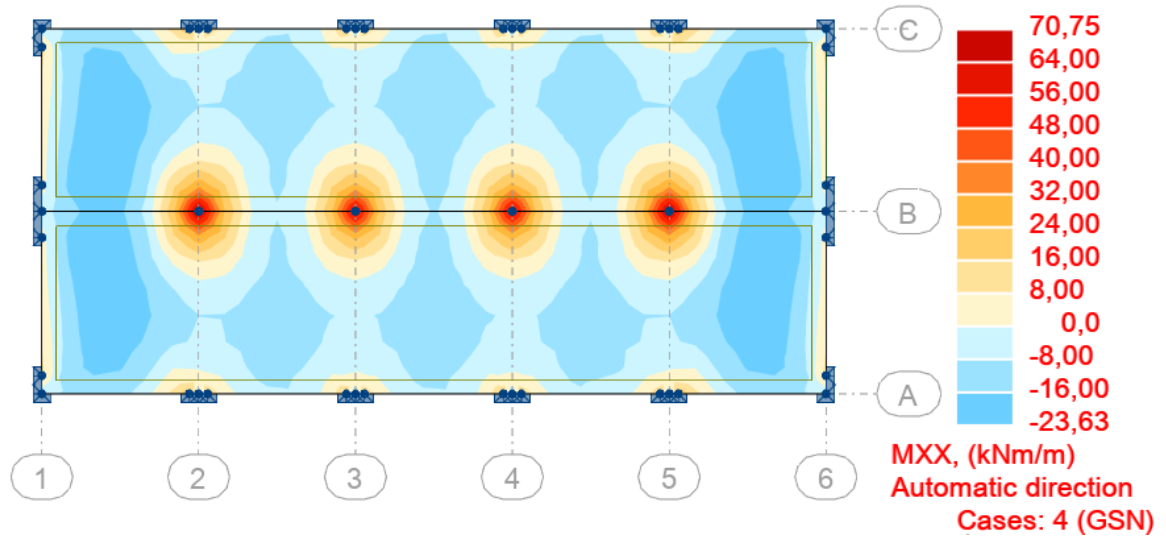 C
70,75
64,00
56,00
48,00
40,00
32,00
24,00
16,00
8,00
0,0
-8,00
-16,00
-23,63
B
A
1 2 3 4 5 6
MXX, (kNm/m)
Automatic direction
Cases: 4 (GSN)